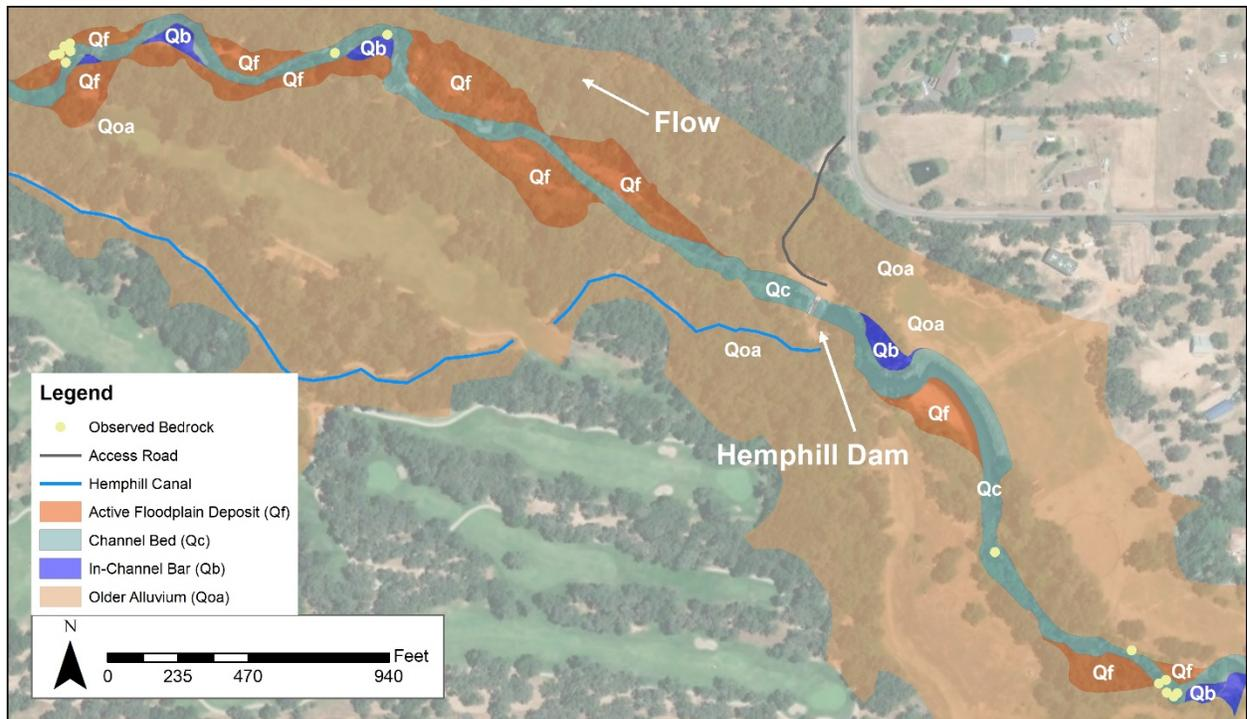 Qf
Qb
Qf
Qb
Qf
Qf
Qf
Qf
Qoa
Flow
Qf
Qf
Qoa
Qc
Qoa
Qoa
Qb
Qf
Hemphill Dam
Qc
Qf
Qf
Qb
Legend
Observed Bedrock
Access Road
Hemphill Canal
Active Floodplain Deposit (Qf)
Channel Bed (Qc)
In-Channel Bar (Qb)
Older Alluvium (Qoa)
N
Feet
0 235 470 940